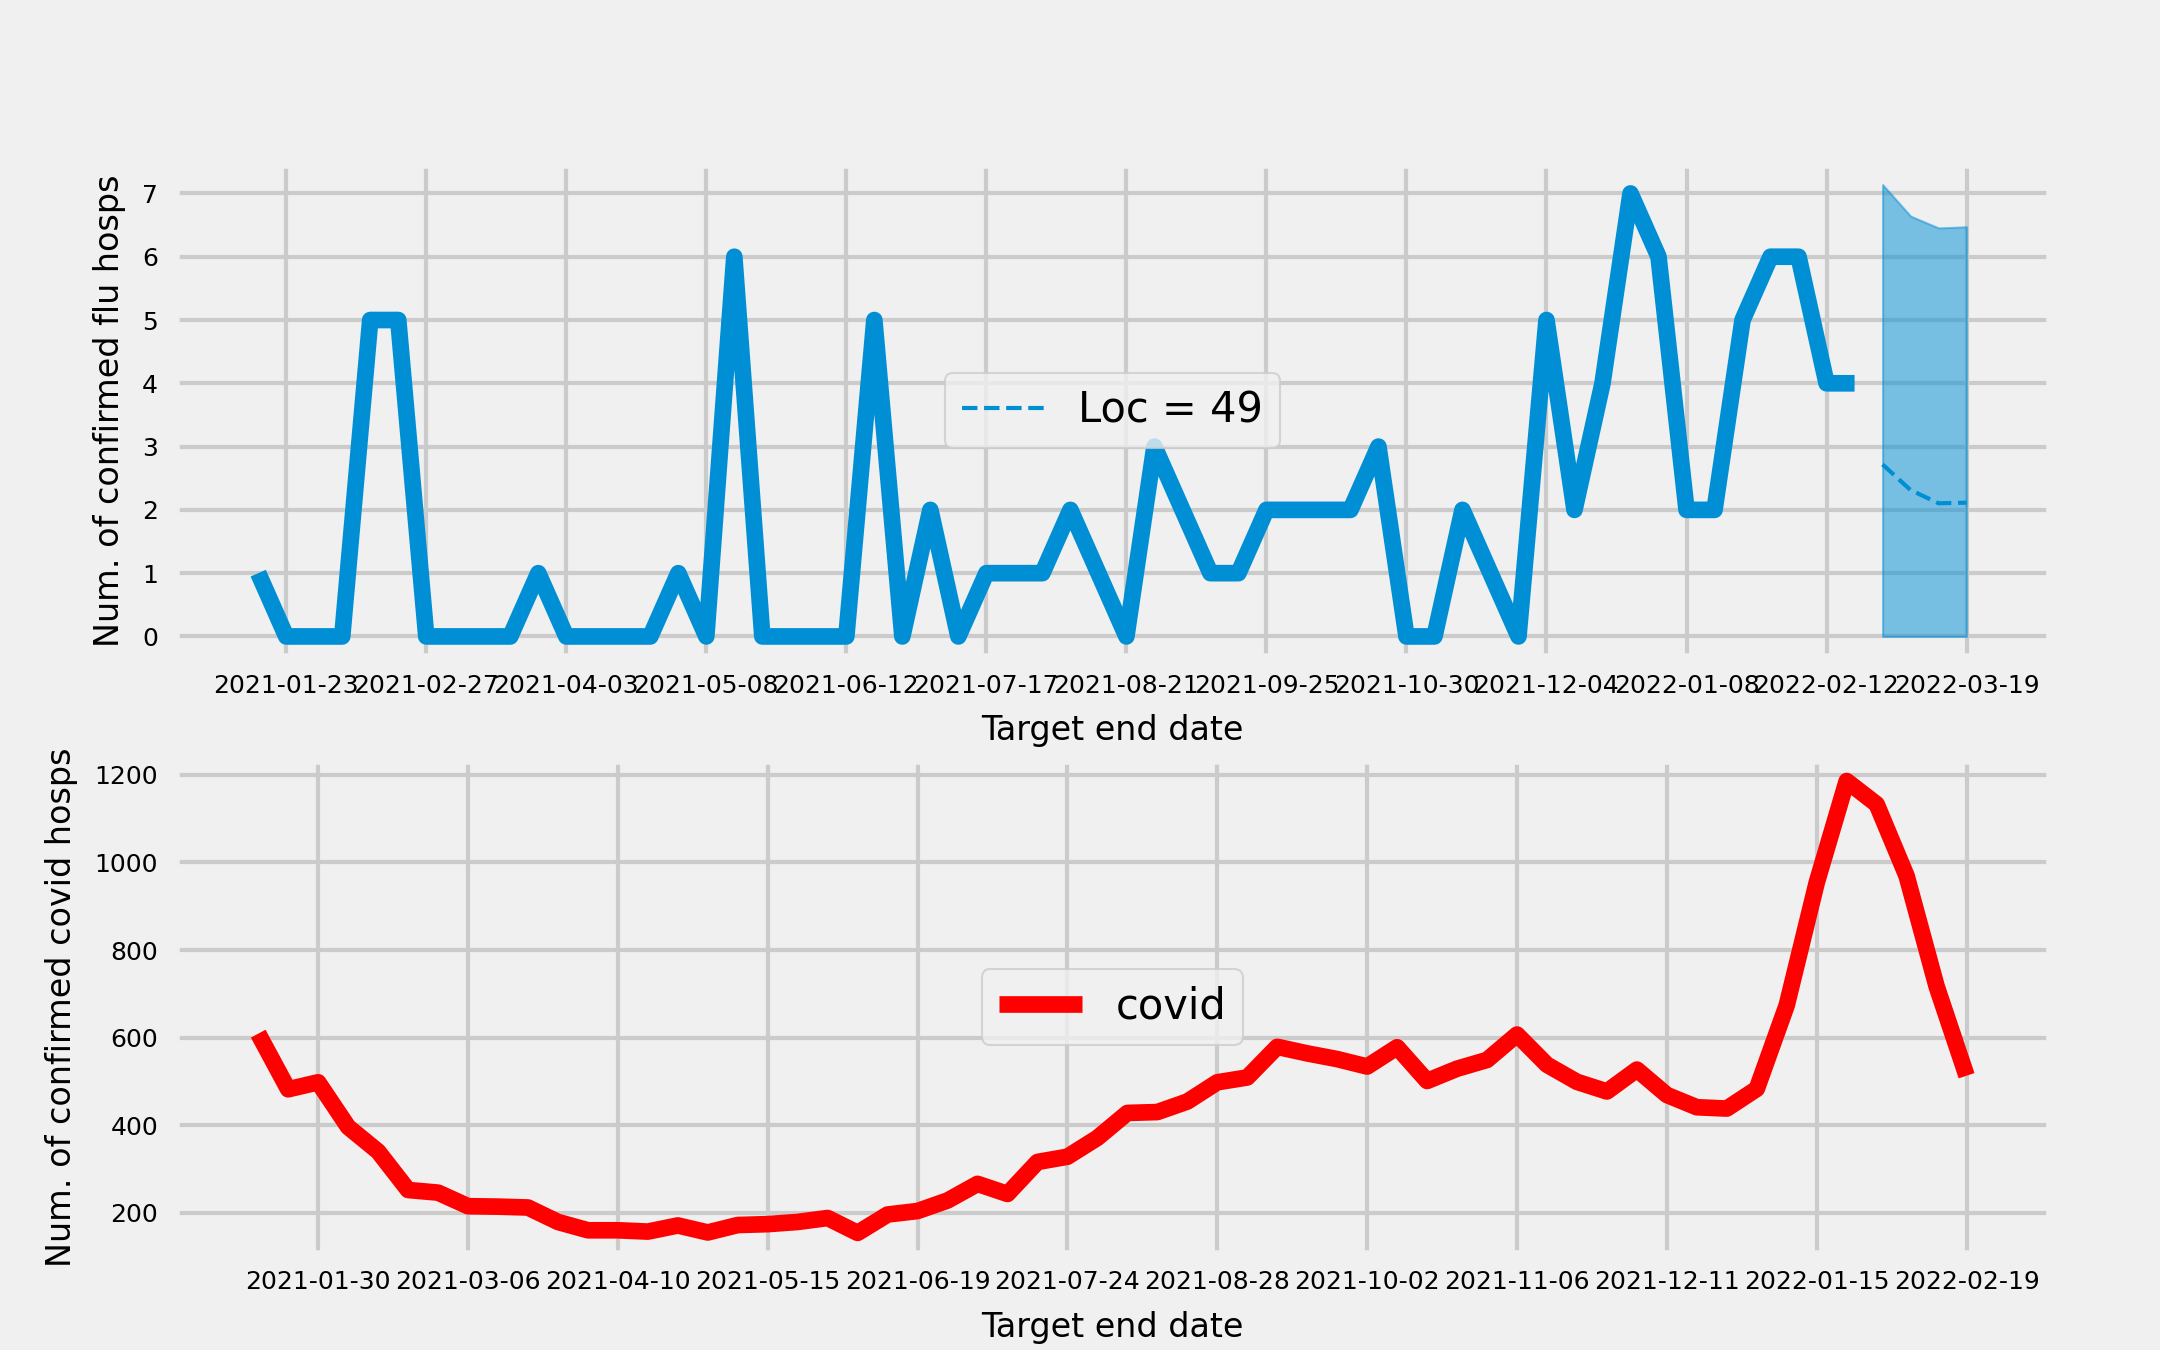 Num. of confirmed flu hosps
7
6
5
4
3
2
1
0
Loc = 49
2021-01-23 2021-02-27 2021-04-03 2021-05-08 2021-06-12 2021-07-17 2021-08-21 2021-09-25 2021-10-30 2021-12-04 2022-01-08 2022-02-12 2022-03-19
Target end date
Num. of confirmed covid hosps
1200
1000
800
600
400
200
covid
2021-01-30 2021-03-06 2021-04-10 2021-05-15 2021-06-19 2021-07-24 2021-08-28 2021-10-02 2021-11-06 2021-12-11 2022-01-15 2022-02-19
Target end date